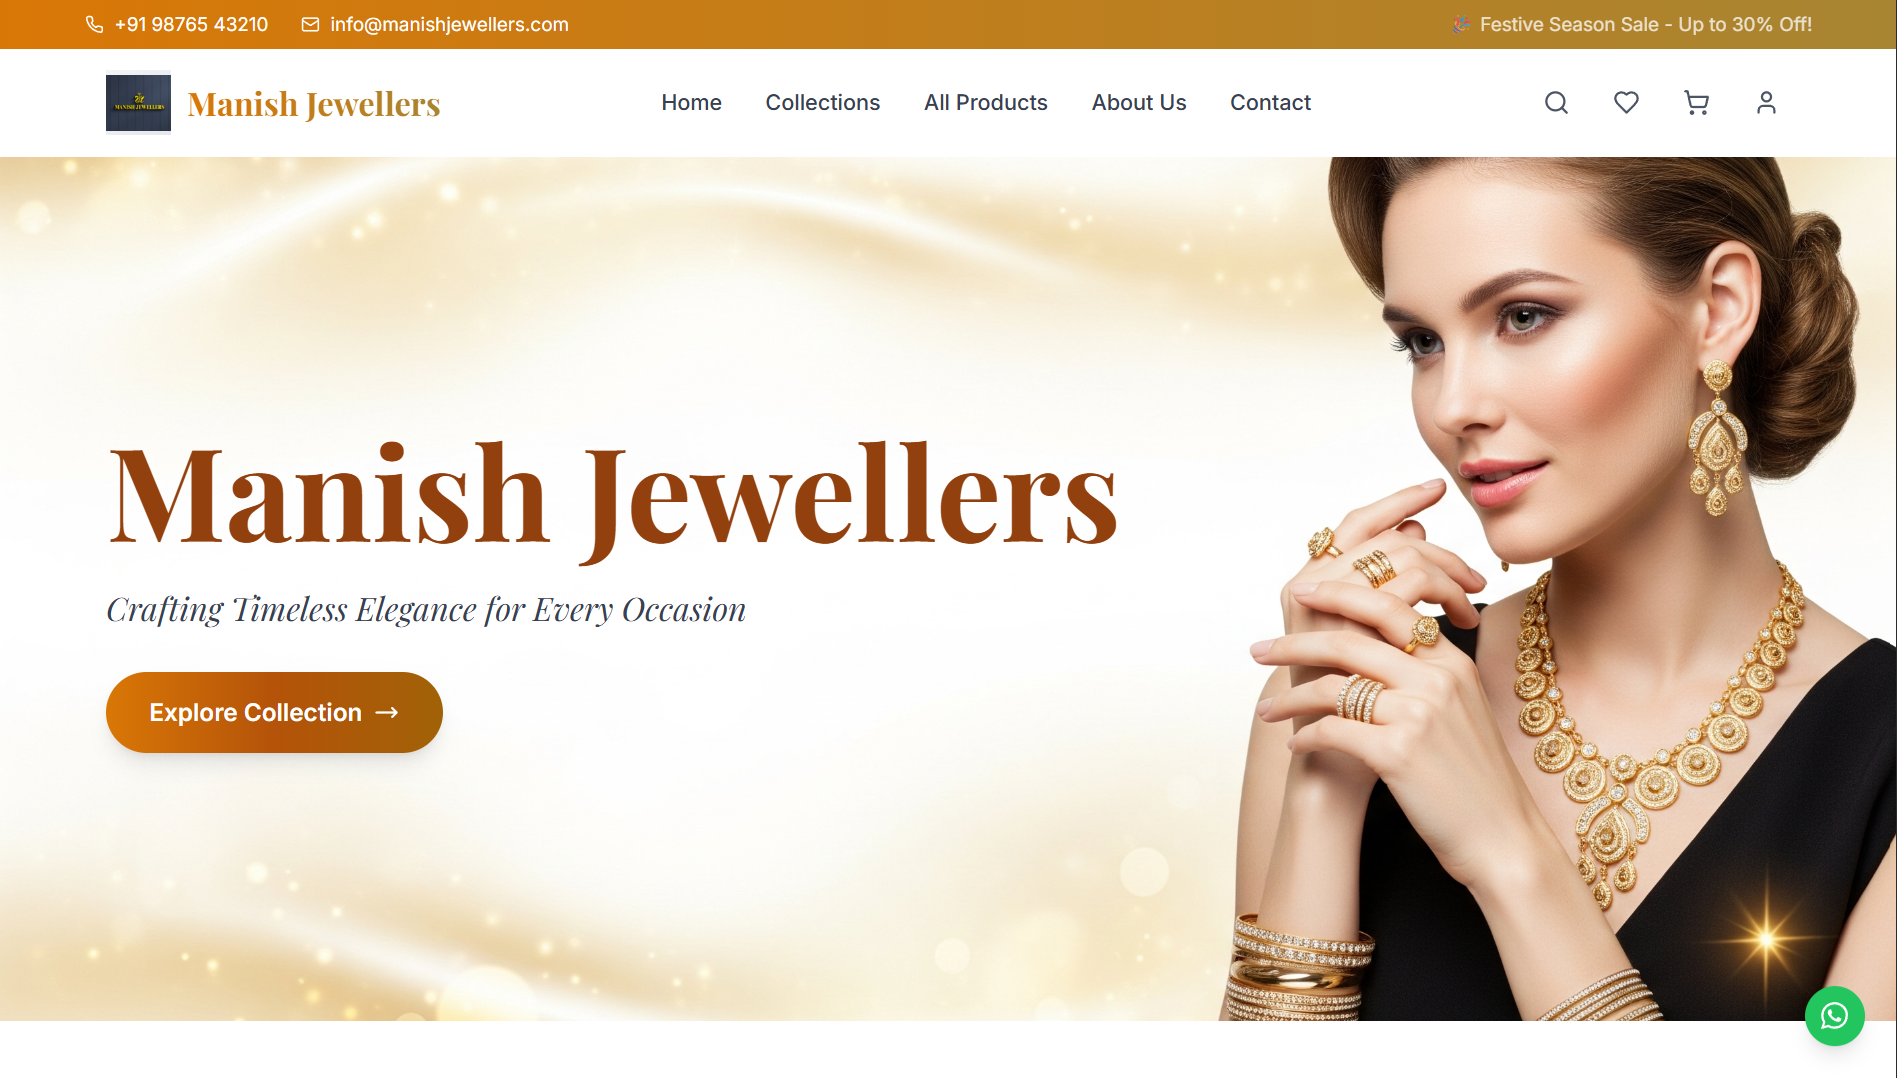 +91 98765 43210
info@manishjewellers.com
🎉 Festive Season Sale - Up to 30% Off!
MANISH JEWELLERS
Manish Jewellers
Home
Collections
All Products
About Us
Contact
Manish Jewellers
Crafting Timeless Elegance for Every Occasion
Explore Collection →